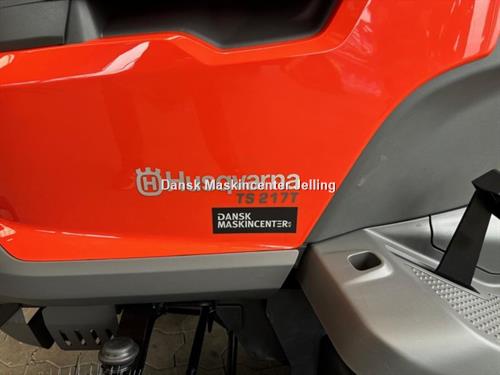 Husqvarna
Dansk Maskincenter Jelling
TS 217T
DANSK
MASKINCENTER